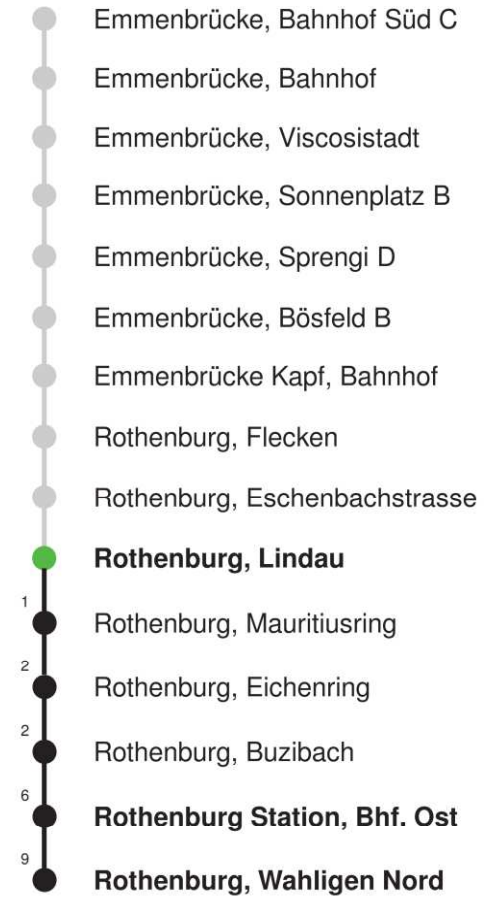 Emmenbrücke, Bahnhof Süd C
Emmenbrücke, Bahnhof
Emmenbrücke, Viscosistadt
Emmenbrücke, Sonnenplatz B
Emmenbrücke, Sprengi D
Emmenbrücke, Bösfeld B
Emmenbrücke Kapf, Bahnhof
Rothenburg, Flecken
Rothenburg, Eschenbachstrasse
Rothenburg, Lindau
1 Rothenburg, Mauritiusring
2 Rothenburg, Eichenring
2 Rothenburg, Buzibach
6 Rothenburg Station, Bhf. Ost
9 Rothenburg, Wahligen Nord